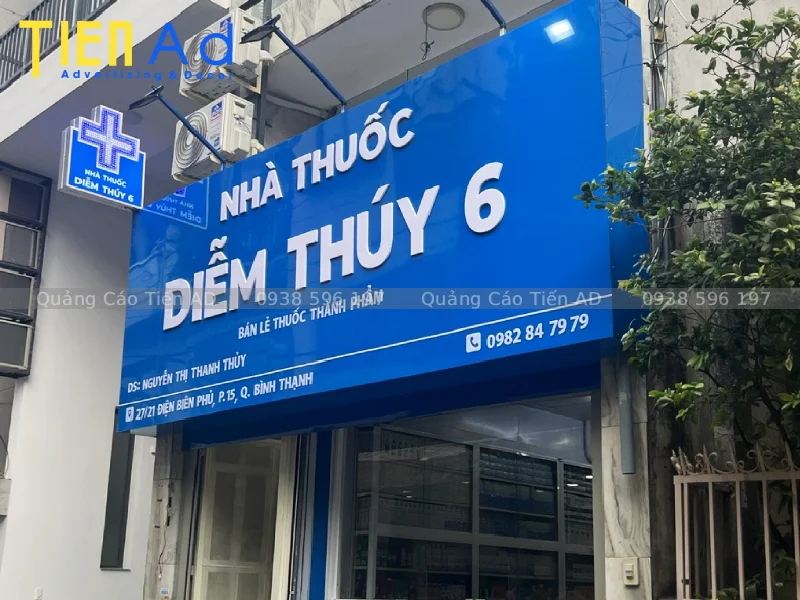 TIEN Ad
Advertising & Decor
NHÀ THUỐC
DIỄM THÚY 6
NHÀ THUỐC
DIỄM THÚY 6
BÁN LẺ THUỐC THÀNH PHẨM
DS: NGUYỄN THỊ THANH THỦY
27/21 ĐIỆN BIÊN PHỦ, P.15, Q. BÌNH THẠNH
0982 84 79 79
Quảng Cáo Tiến AD 0938 596 197 Quảng Cáo Tiến AD 0938 596 197